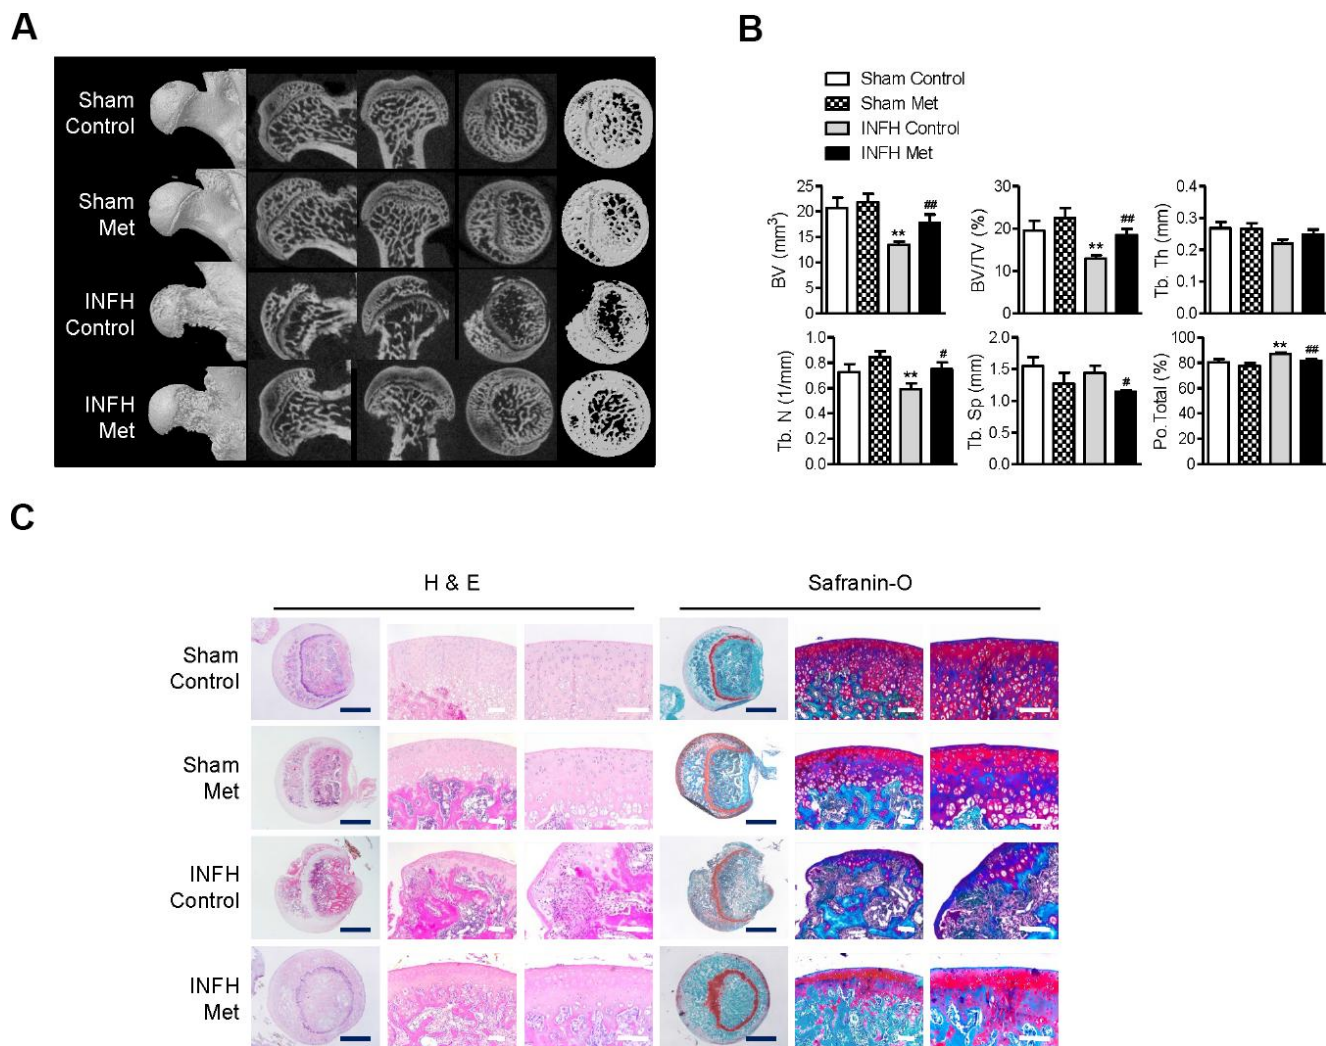 A
Sham
Control
Sham
Met
INFH
Control
INFH
Met
B
Sham Control
Sham Met
INFH Control
INFH Met
BV (mm³)
25
20
15
10
5
0
**
##
BV/TV (%)
30
20
10
0
**
##
Tb. Th (mm)
0.4
0.3
0.2
0.1
0.0
Tb. N (1/mm)
1.0
0.8
0.6
0.4
0.2
0.0
**
#
Tb. Sp (mm)
2.0
1.5
1.0
0.5
0.0
#
Po.Total (%)
100
80
60
40
20
0
**
##
C
H & E
Safranin-O
Sham
Control
Sham
Met
INFH
Control
INFH
Met